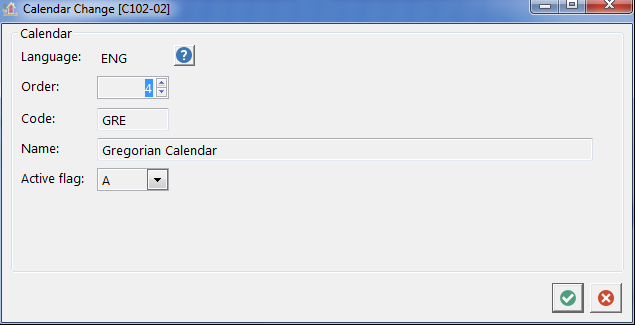 Calendar Change [C102-02]
Calendar
Language: ENG ?
Order: 4
Code: GRE
Name: Gregorian Calendar
Active flag: A